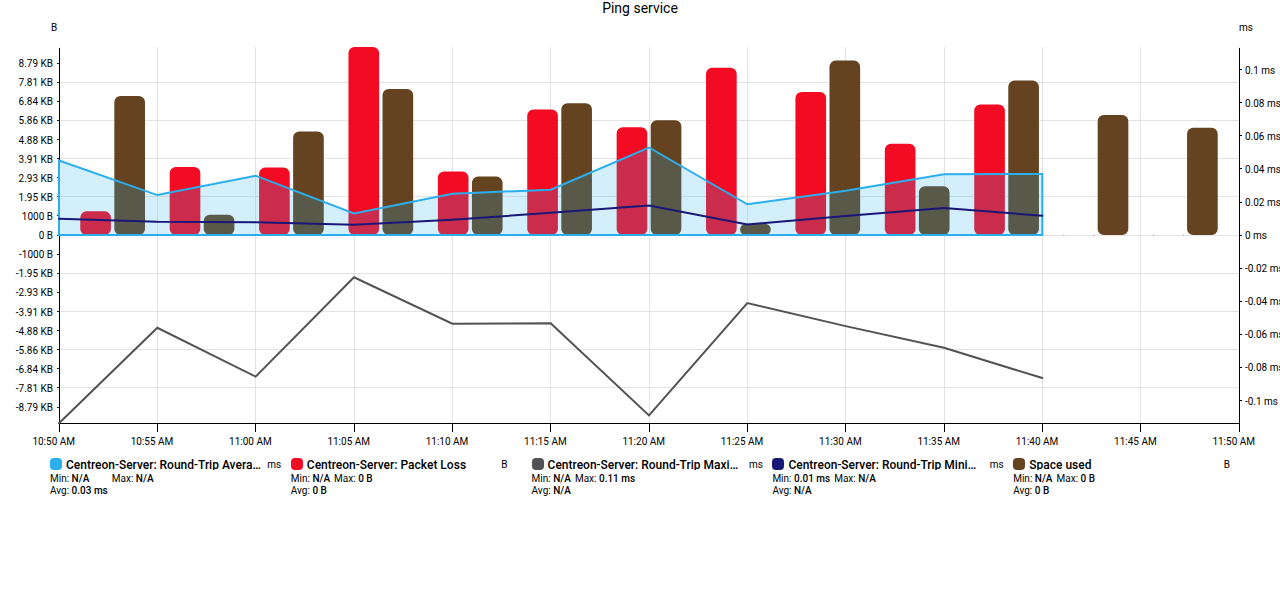 Ping service
B
ms
8.79 KB
7.81 KB
6.84 KB
5.86 KB
4.88 KB
3.91 KB
2.93 KB
1.95 KB
1000 B
0 B
-1000 B
-1.95 KB
-2.93 KB
-3.91 KB
-4.88 KB
-5.86 KB
-6.84 KB
-7.81 KB
-8.79 KB
0.1 ms
0.08 ms
0.06 ms
0.04 ms
0.02 ms
0 ms
-0.02 ms
-0.04 ms
-0.06 ms
-0.08 ms
-0.1 ms
10:50 AM 10:55 AM 11:00 AM 11:05 AM 11:10 AM 11:15 AM 11:20 AM 11:25 AM 11:30 AM 11:35 AM 11:40 AM 11:45 AM 11:50 AM
Centreon-Server: Round-Trip Avera... ms
Min: N/A Max: N/A
Avg: 0.03 ms
Centreon-Server: Packet Loss B
Min: N/A Max: 0 B
Avg: 0 B
Centreon-Server: Round-Trip Maxi... ms
Min: N/A Max: 0.11 ms
Avg: N/A
Centreon-Server: Round-Trip Mini... ms
Min: 0.01 ms Max: N/A
Avg: N/A
Space used B
Min: N/A Max: 0 B
Avg: 0 B